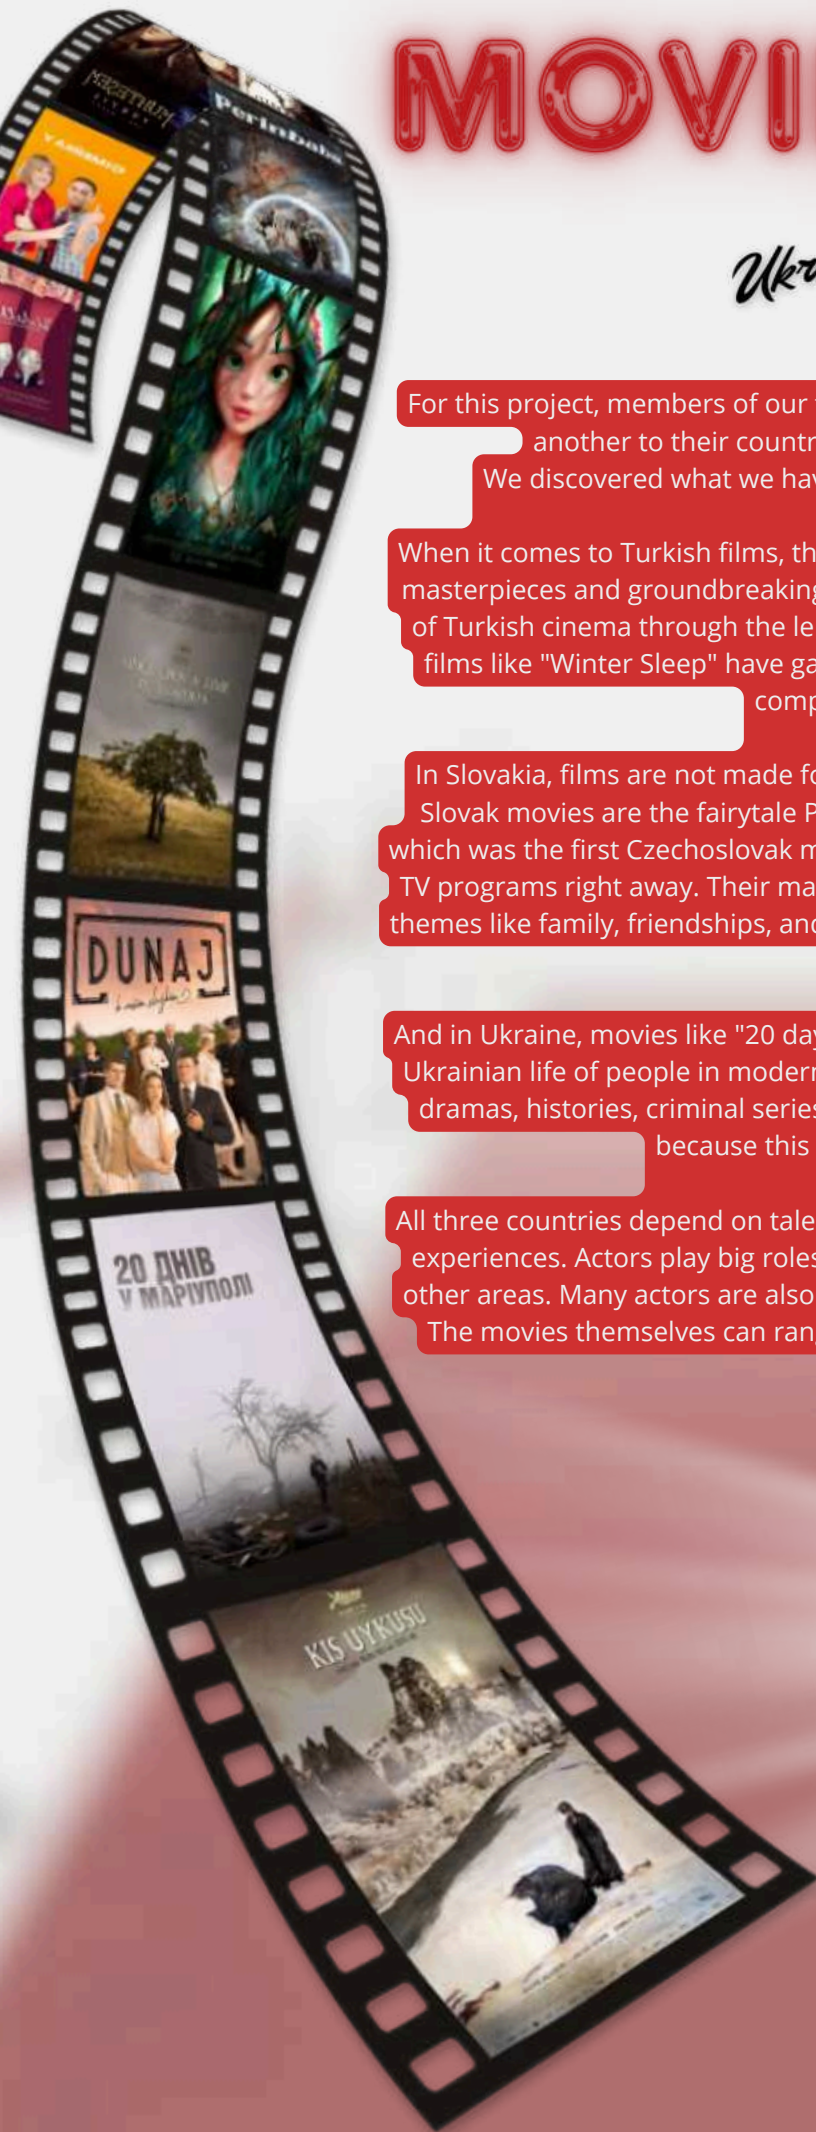 MOVI
Ukra
For this project, members of our
another to their countr
We discovered what we hav
When it comes to Turkish films, th
masterpieces and groundbreaking
of Turkish cinema through the le
films like "Winter Sleep" have ga
comp
In Slovakia, films are not made fo
Slovak movies are the fairytale P
which was the first Czechoslovak m
TV programs right away. Their ma
themes like family, friendships, and
And in Ukraine, movies like "20 day
Ukrainian life of people in modern
dramas, histories, criminal series
because this
All three countries depend on tale
experiences. Actors play big roles
other areas. Many actors are also
The movies themselves can ran
Perinbaba
DUNAJ
20 ДНІВ
У МАРІУПОЛІ
KIŞ UYKUSU